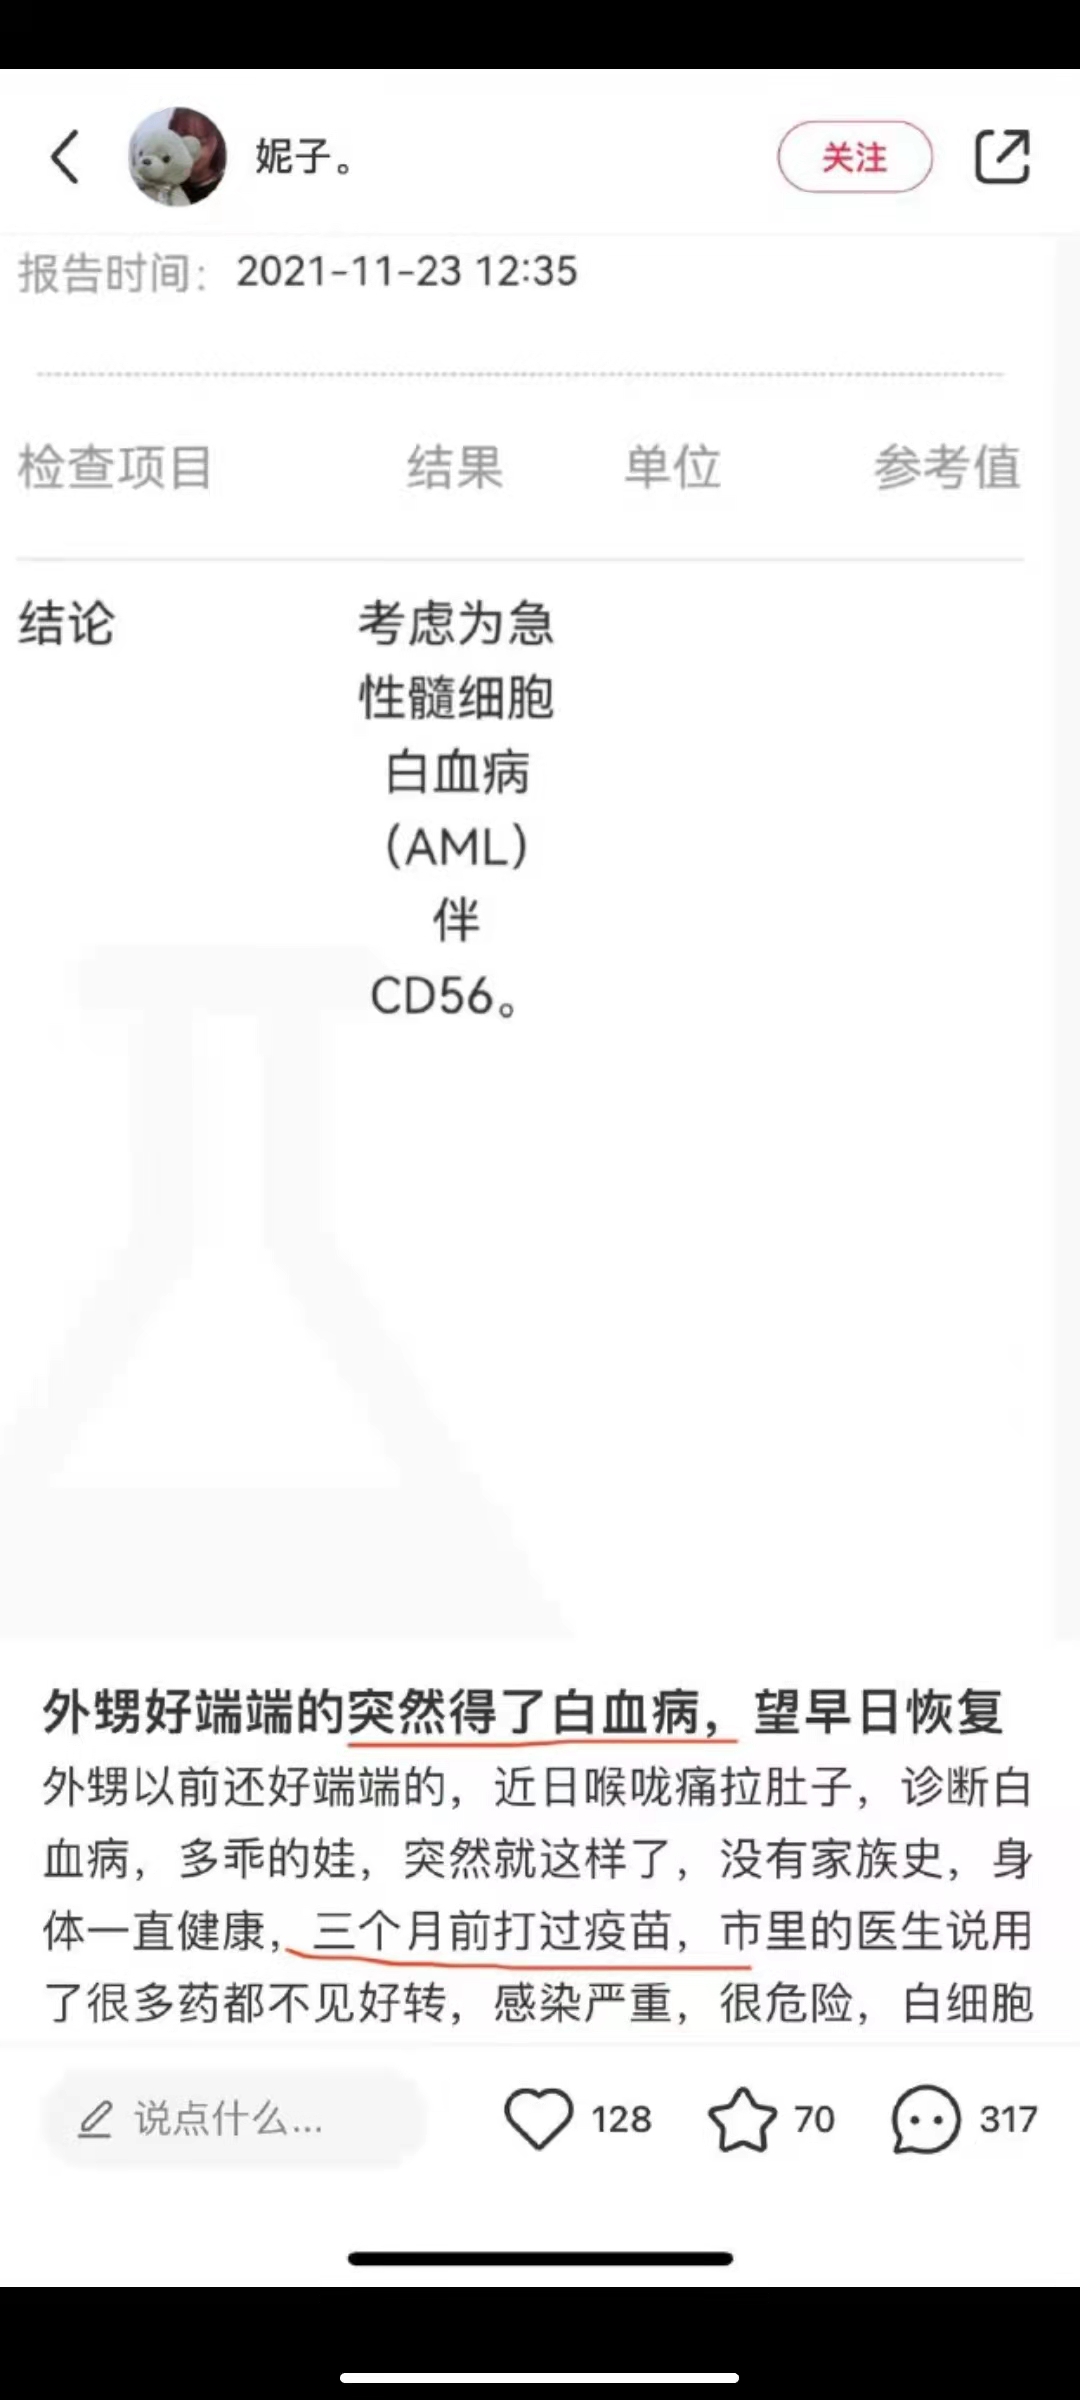 妮子。
关注
报告时间： 2021-11-23 12:35
检查项目 结果 单位 参考值
结论 考虑为急
性髓细胞
白血病
（AML）
伴
CD56。
外甥好端端的突然得了白血病，望早日恢复
外甥以前还好端端的，近日喉咙痛拉肚子，诊断白
血病，多乖的娃，突然就这样了，没有家族史，身
体一直健康，三个月前打过疫苗，市里的医生说用
了很多药都不见好转，感染严重，很危险，白细胞
说点什么... 128 70 317